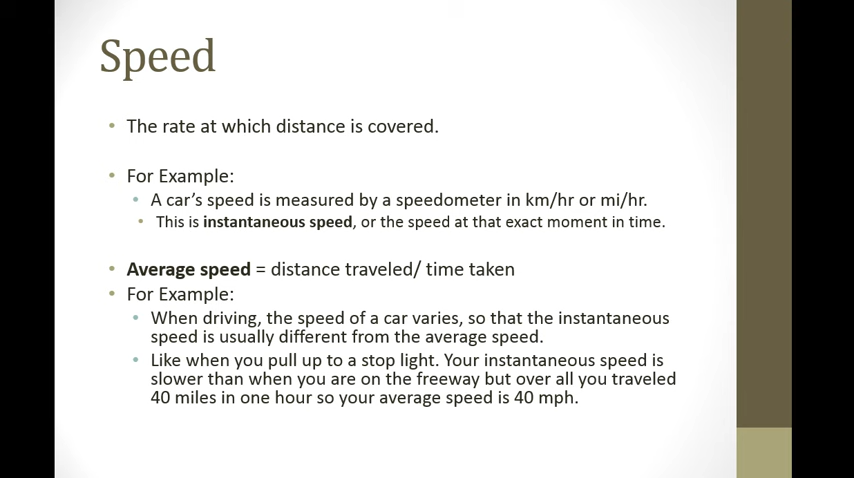 Speed
• The rate at which distance is covered.
• For Example:
• A car's speed is measured by a speedometer in km/hr or mi/hr.
• This is instantaneous speed, or the speed at that exact moment in time.
• Average speed = distance traveled/ time taken
• For Example:
• When driving, the speed of a car varies, so that the instantaneous
speed is usually different from the average speed.
• Like when you pull up to a stop light. Your instantaneous speed is
slower than when you are on the freeway but over all you traveled
40 miles in one hour so your average speed is 40 mph.